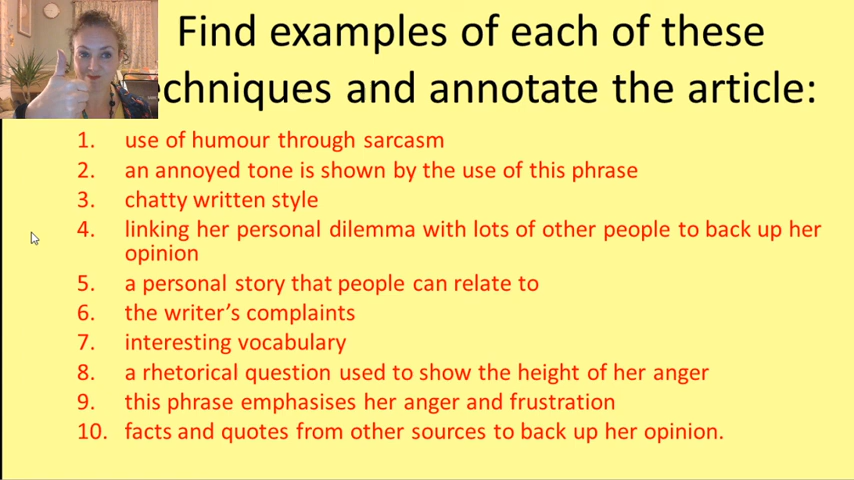 Find examples of each of these
echniques and annotate the article:
1. use of humour through sarcasm
2. an annoyed tone is shown by the use of this phrase
3. chatty written style
4. linking her personal dilemma with lots of other people to back up her
opinion
5. a personal story that people can relate to
6. the writer's complaints
7. interesting vocabulary
8. a rhetorical question used to show the height of her anger
9. this phrase emphasises her anger and frustration
10. facts and quotes from other sources to back up her opinion.